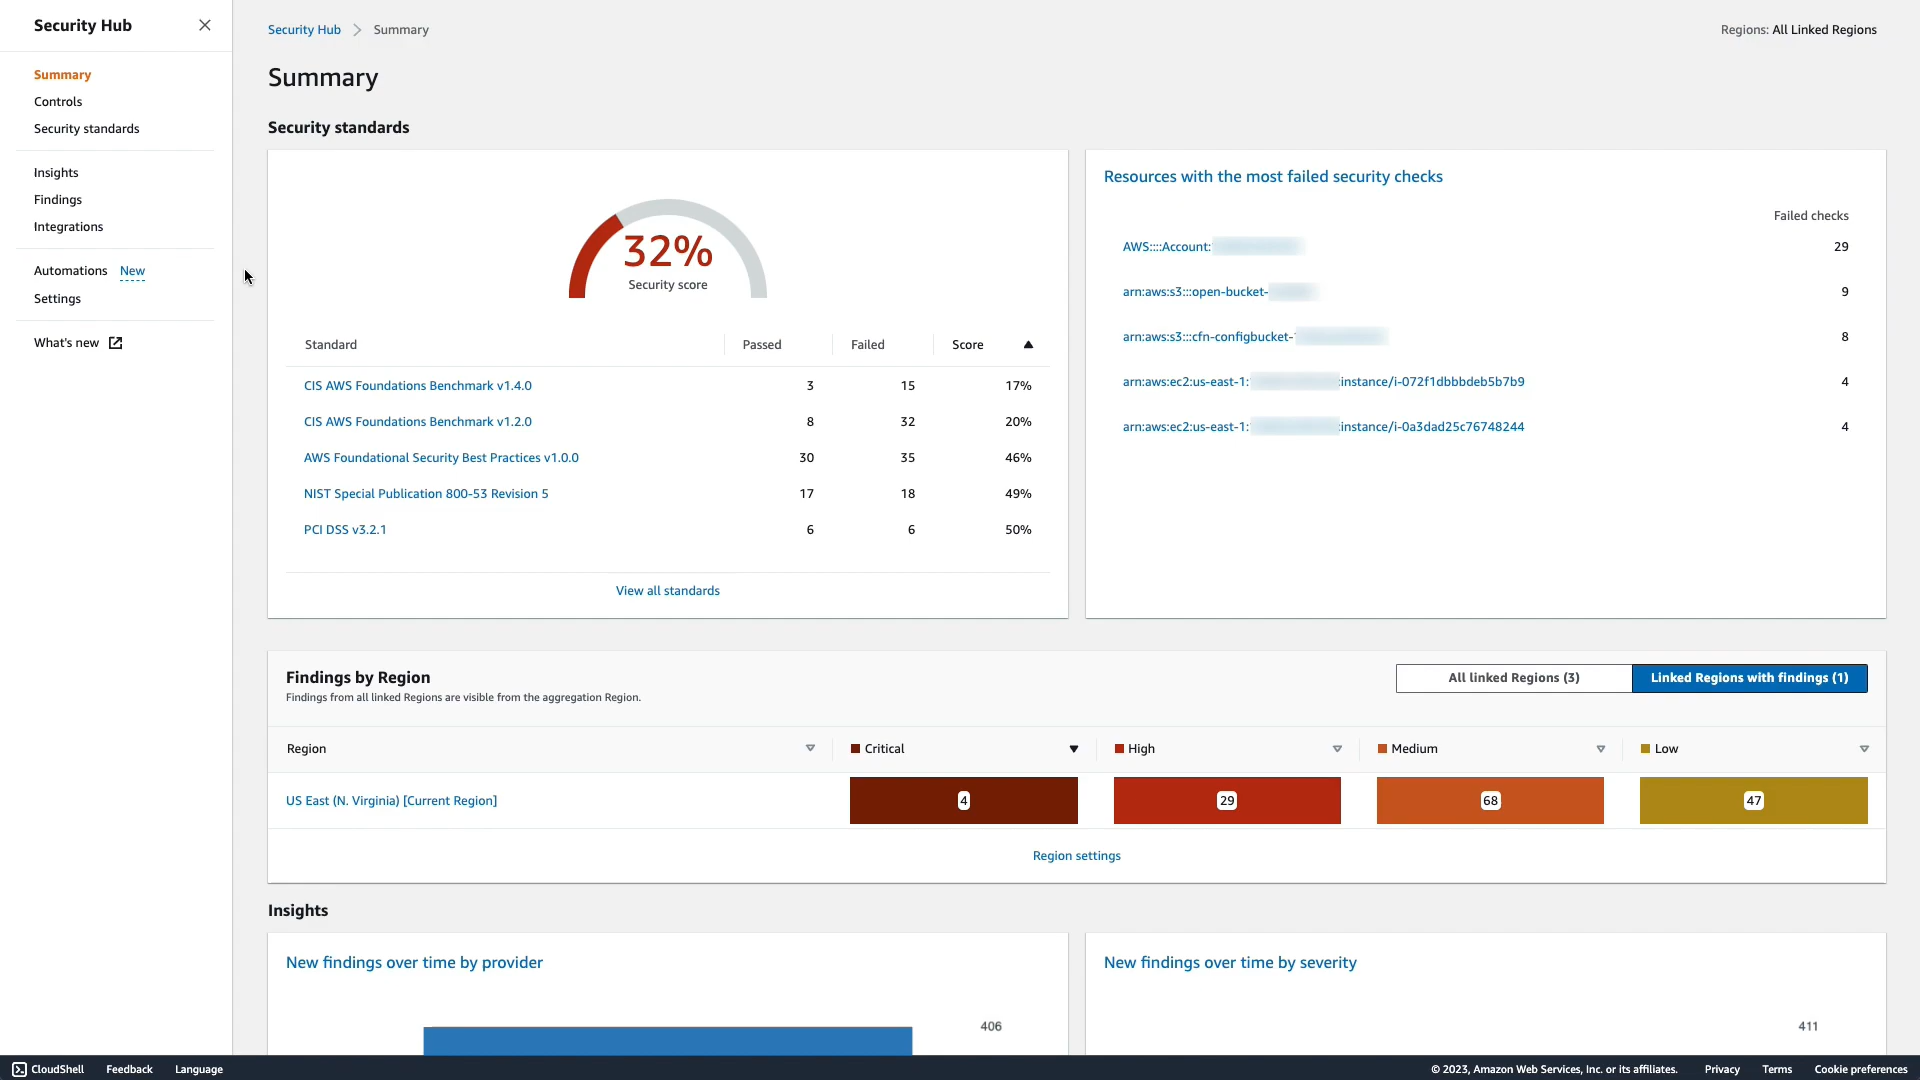 Security Hub
Summary
Controls
Security standards
Insights
Findings
Integrations
Automations New
Settings
What's new
Security Hub Summary
Regions: All Linked Regions
Summary
Security standards
32%
Security score
Standard Passed Failed Score
CIS AWS Foundations Benchmark v1.4.0 3 15 17%
CIS AWS Foundations Benchmark v1.2.0 8 32 20%
AWS Foundational Security Best Practices v1.0.0 30 35 46%
NIST Special Publication 800-53 Revision 5 17 18 49%
PCI DSS v3.2.1 6 6 50%
View all standards
Resources with the most failed security checks
Failed checks
AWS::::Account: 29
arn:aws:s3:::open-bucket- 9
arn:aws:s3:::cfn-configbucket- 8
arn:aws:ec2:us-east-1: :instance/i-072f1dbbbdeb5b7b9 4
arn:aws:ec2:us-east-1: :instance/i-0a3dad25c76748244 4
Findings by Region
Findings from all linked Regions are visible from the aggregation Region.
All linked Regions (3) Linked Regions with findings (1)
Region Critical High Medium Low
US East (N. Virginia) [Current Region] 4 29 68 47
Region settings
Insights
New findings over time by provider
406
New findings over time by severity
411
CloudShell Feedback Language
© 2023, Amazon Web Services, Inc. or its affiliates. Privacy Terms Cookie preferences